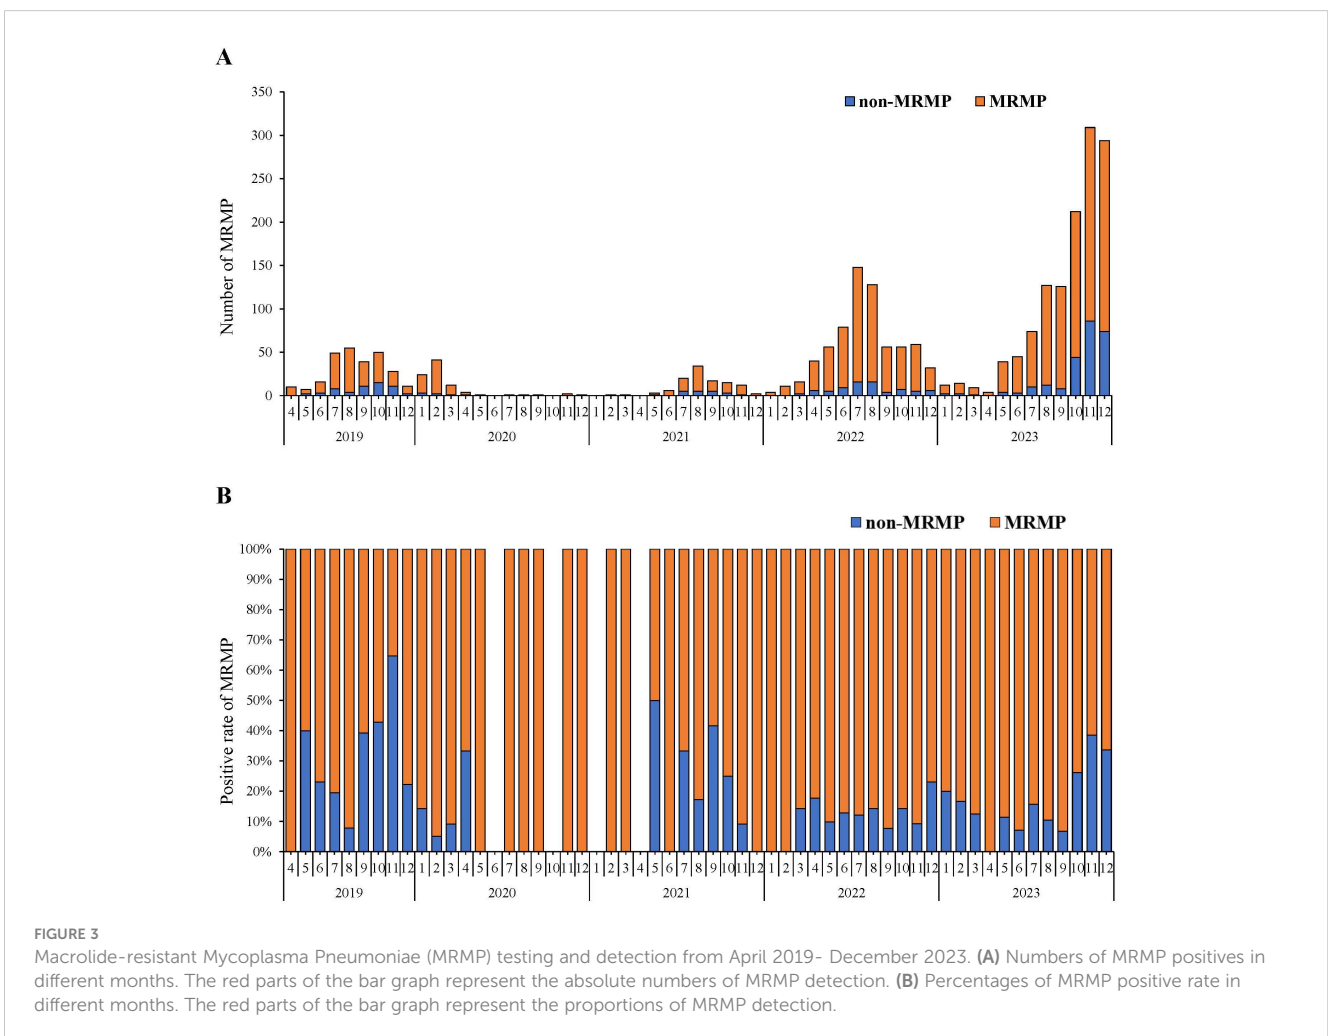 A
350
300
250
200
150
100
50
0
Number of MRMP
non-MRMP MRMP
4 5 6 7 8 9 10 11 12 1 2 3 4 5 6 7 8 9 10 11 12 1 2 3 4 5 6 7 8 9 10 11 12 1 2 3 4 5 6 7 8 9 10 11 12 1 2 3 4 5 6 7 8 9 10 11 12
2019 2020 2021 2022 2023
B
non-MRMP MRMP
100%
90%
80%
70%
60%
50%
40%
30%
20%
10%
0%
Positive rate of MRMP
4 5 6 7 8 9 10 11 12 1 2 3 4 5 6 7 8 9 10 11 12 1 2 3 4 5 6 7 8 9 10 11 12 1 2 3 4 5 6 7 8 9 10 11 12 1 2 3 4 5 6 7 8 9 10 11 12
2019 2020 2021 2022 2023
FIGURE 3
Macrolide-resistant Mycoplasma Pneumoniae (MRMP) testing and detection from April 2019- December 2023. (A) Numbers of MRMP positives in
different months. The red parts of the bar graph represent the absolute numbers of MRMP detection. (B) Percentages of MRMP positive rate in
different months. The red parts of the bar graph represent the proportions of MRMP detection.